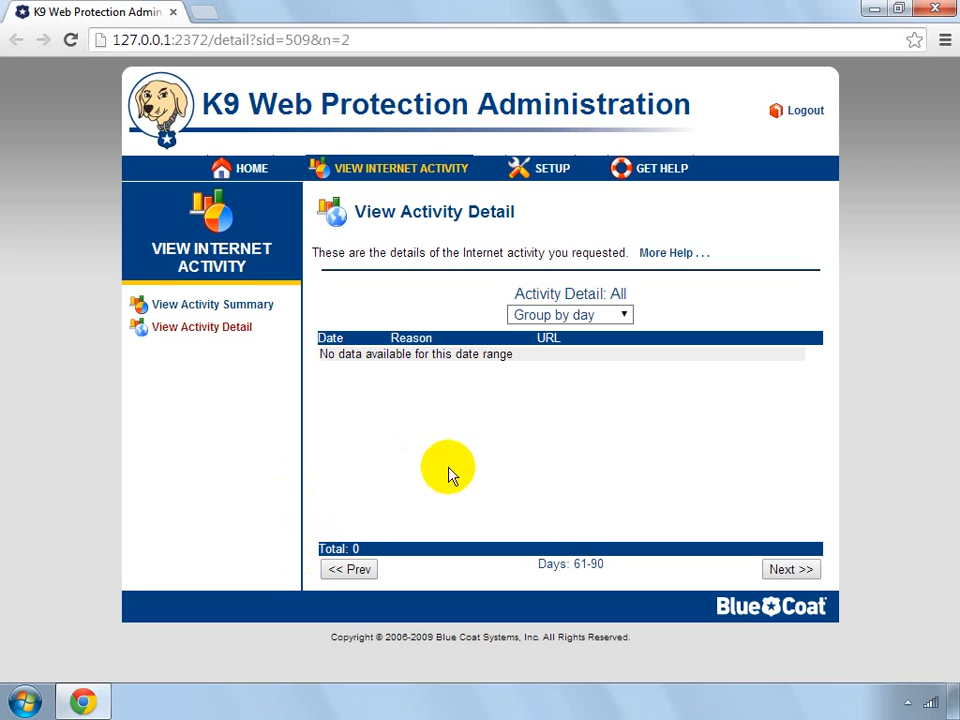 K9 Web Protection Admin
127.0.0.1:2372/detail?sid=509&n=2
K9 Web Protection Administration
Logout
HOME
VIEW INTERNET ACTIVITY
SETUP
GET HELP
VIEW INTERNET
ACTIVITY
View Activity Summary
View Activity Detail
View Activity Detail
These are the details of the Internet activity you requested. More Help . . .
Activity Detail: All
Group by day
Date Reason URL
No data available for this date range
Total: 0
<< Prev
Days: 61-90
Next >>
Blue Coat
Copyright © 2006-2009 Blue Coat Systems, Inc. All Rights Reserved.